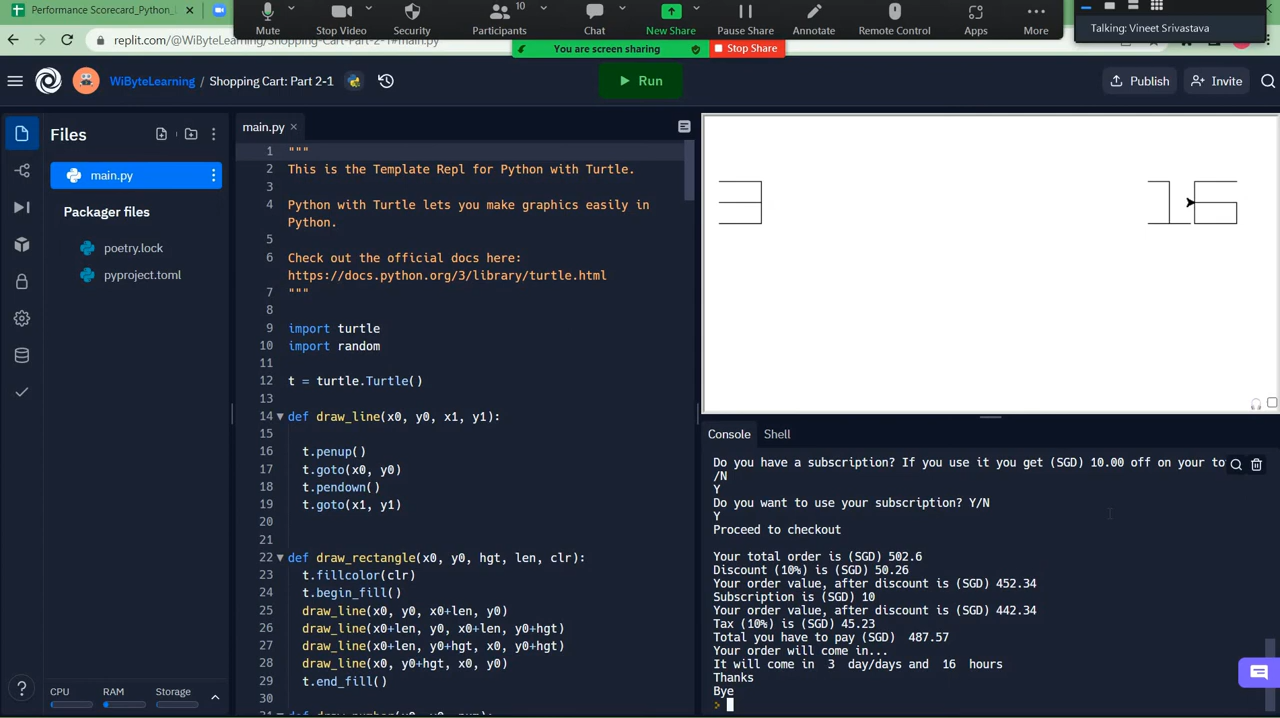 Performance Scorecard_Python_
10
Mute
Stop Video
Security
Participants
Chat
New Share
Pause Share
Annotate
Remote Control
Apps
More
Talking: Vineet Srivastava
replit.com/@WiByteLearning/Shopping-Cart-Part-2-1#main.py
You are screen sharing
Stop Share
WiByteLearning / Shopping Cart: Part 2-1
Run
Publish
Invite
Files
main.py
Packager files
poetry.lock
pyproject.toml
CPU
RAM
Storage
main.py
1 """
2 This is the Template Repl for Python with Turtle.
3
4 Python with Turtle lets you make graphics easily in
Python.
5
6 Check out the official docs here:
https://docs.python.org/3/library/turtle.html
7 """
8
9 import turtle
10 import random
11
12 t = turtle.Turtle()
13
14 def draw_line(x0, y0, x1, y1):
15
16 t.penup()
17 t.goto(x0, y0)
18 t.pendown()
19 t.goto(x1, y1)
20
21
22 def draw_rectangle(x0, y0, hgt, len, clr):
23 t.fillcolor(clr)
24 t.begin_fill()
25 draw_line(x0, y0, x0+len, y0)
26 draw_line(x0+len, y0, x0+len, y0+hgt)
27 draw_line(x0+len, y0+hgt, x0, y0+hgt)
28 draw_line(x0, y0+hgt, x0, y0)
29 t.end_fill()
30
Console
Shell
Do you have a subscription? If you use it you get (SGD) 10.00 off on your to
/N
Y
Do you want to use your subscription? Y/N
Y
Proceed to checkout
Your total order is (SGD) 502.6
Discount (10%) is (SGD) 50.26
Your order value, after discount is (SGD) 452.34
Subscription is (SGD) 10
Your order value, after discount is (SGD) 442.34
Tax (10%) is (SGD) 45.23
Total you have to pay (SGD) 487.57
Your order will come in...
It will come in 3 day/days and 16 hours
Thanks
Bye
>